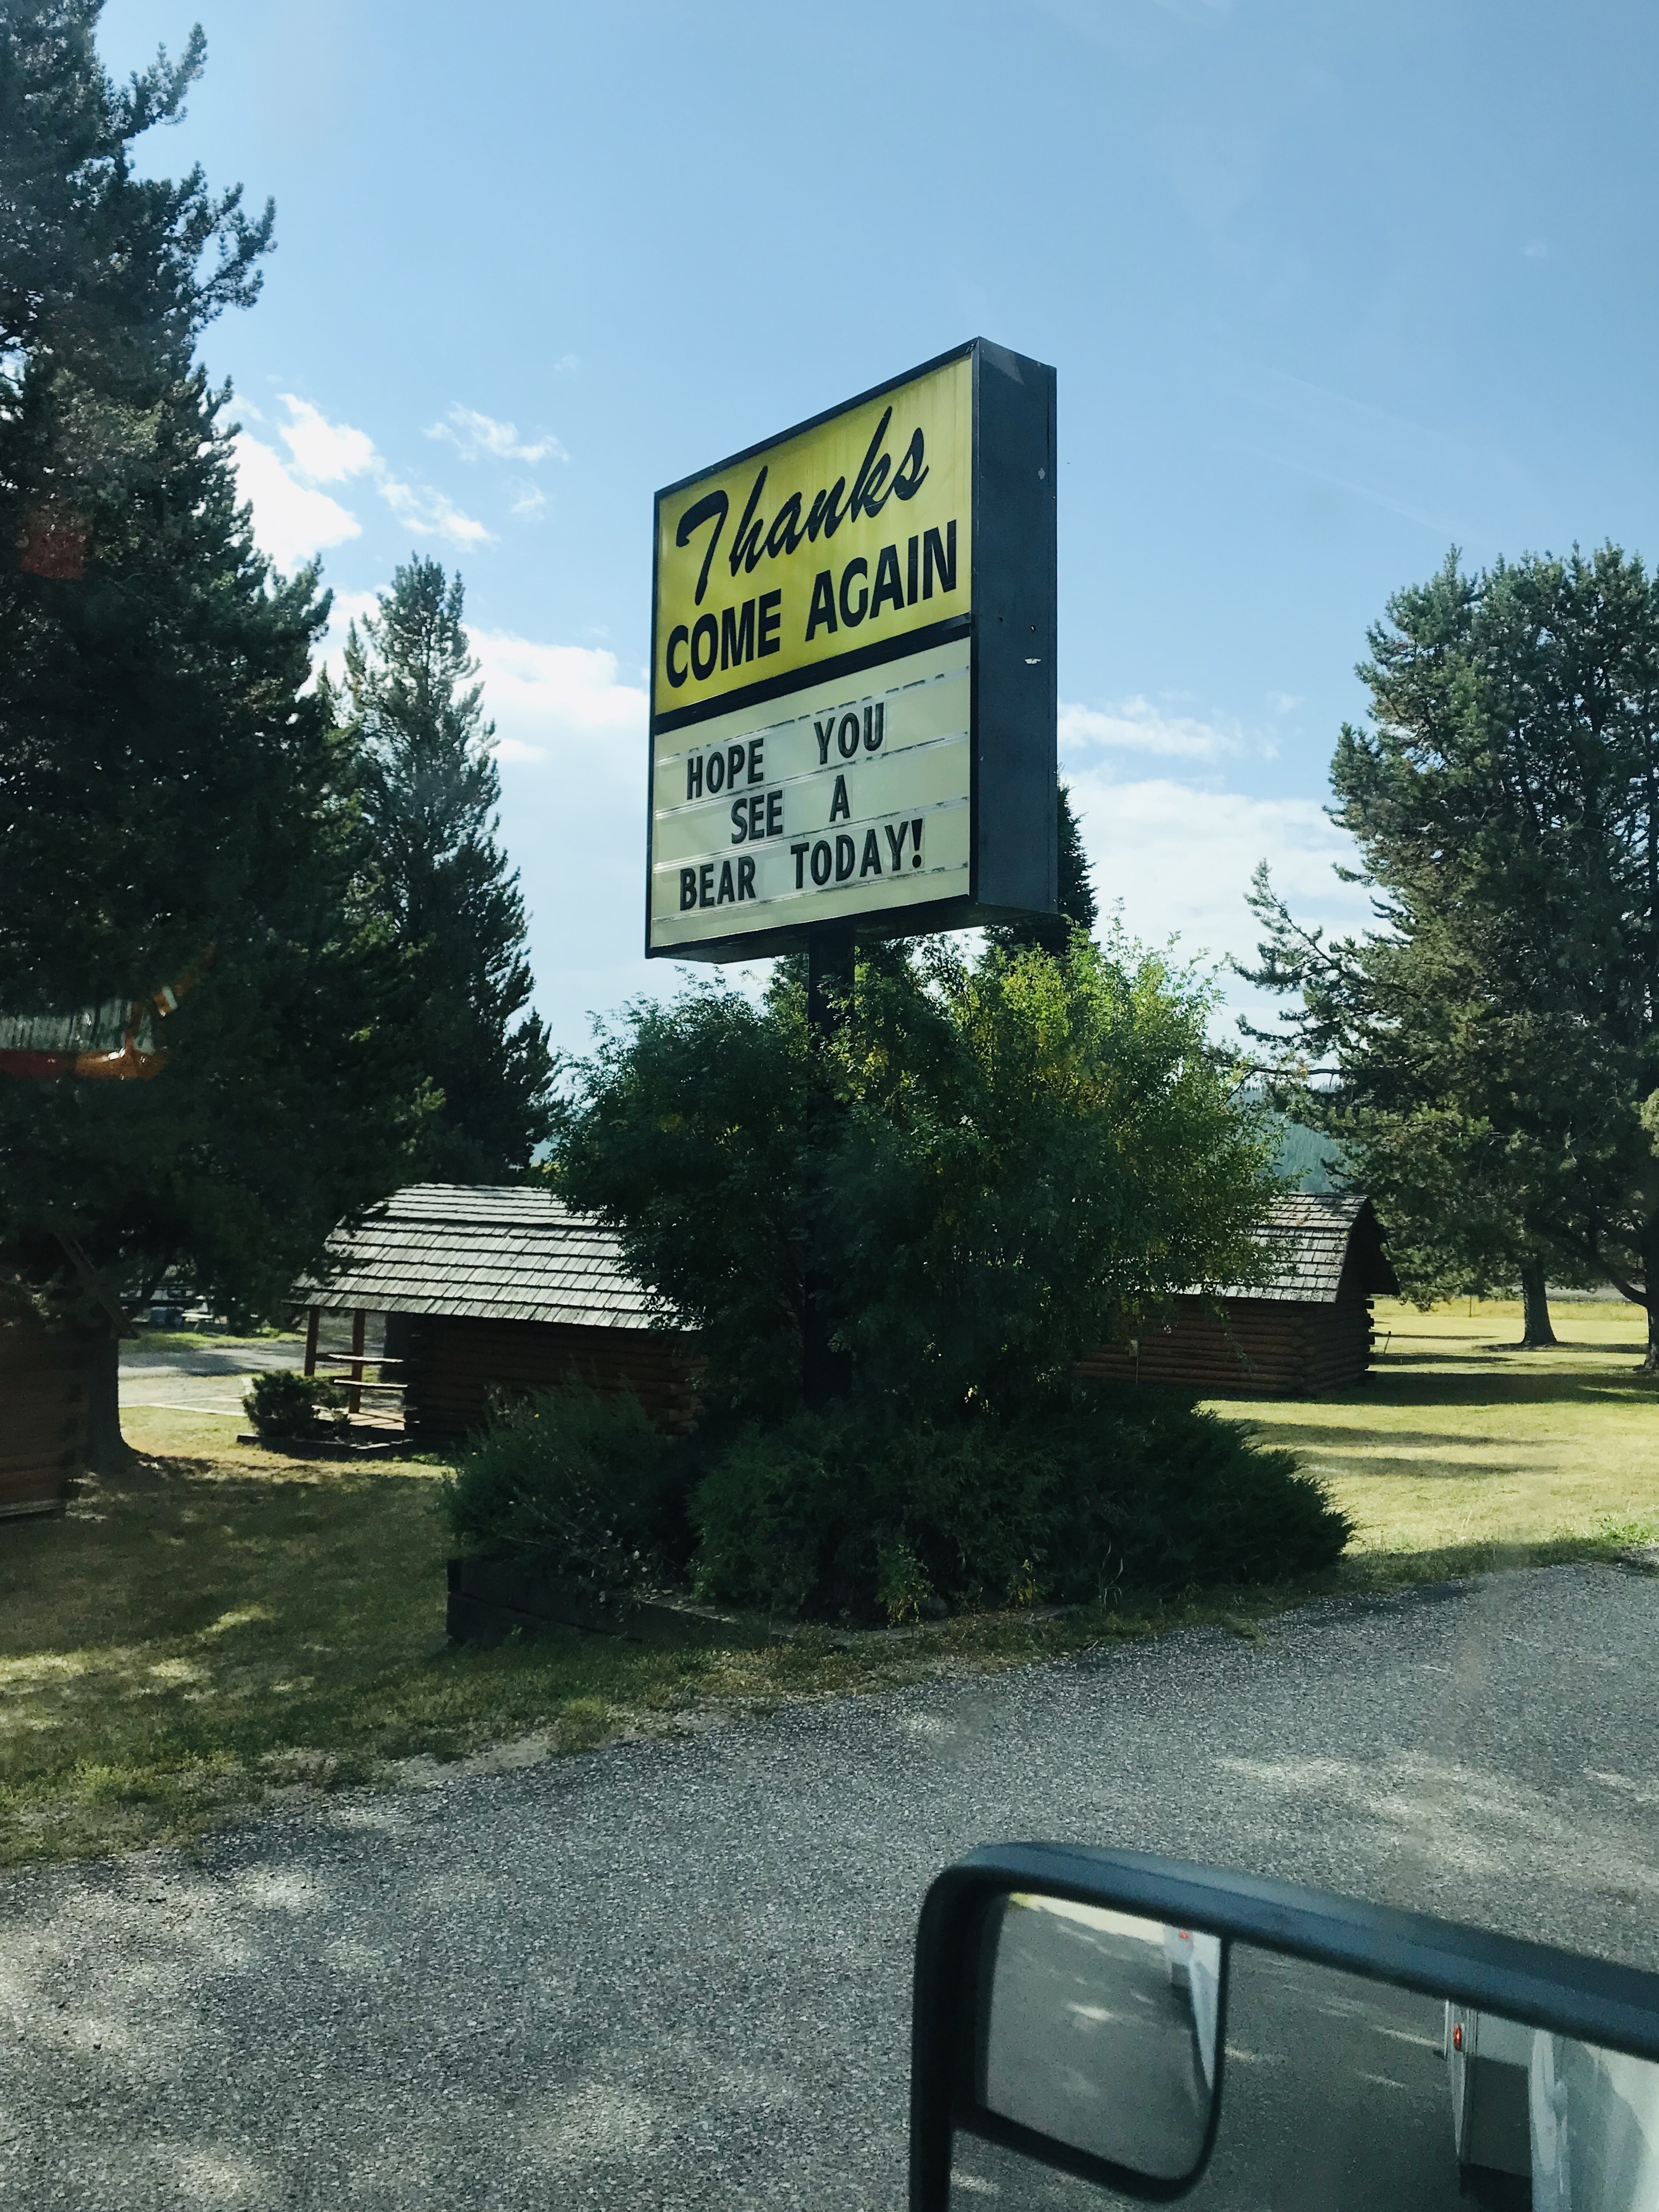 Thanks
COME AGAIN
HOPE YOU
SEE A
BEAR TODAY!